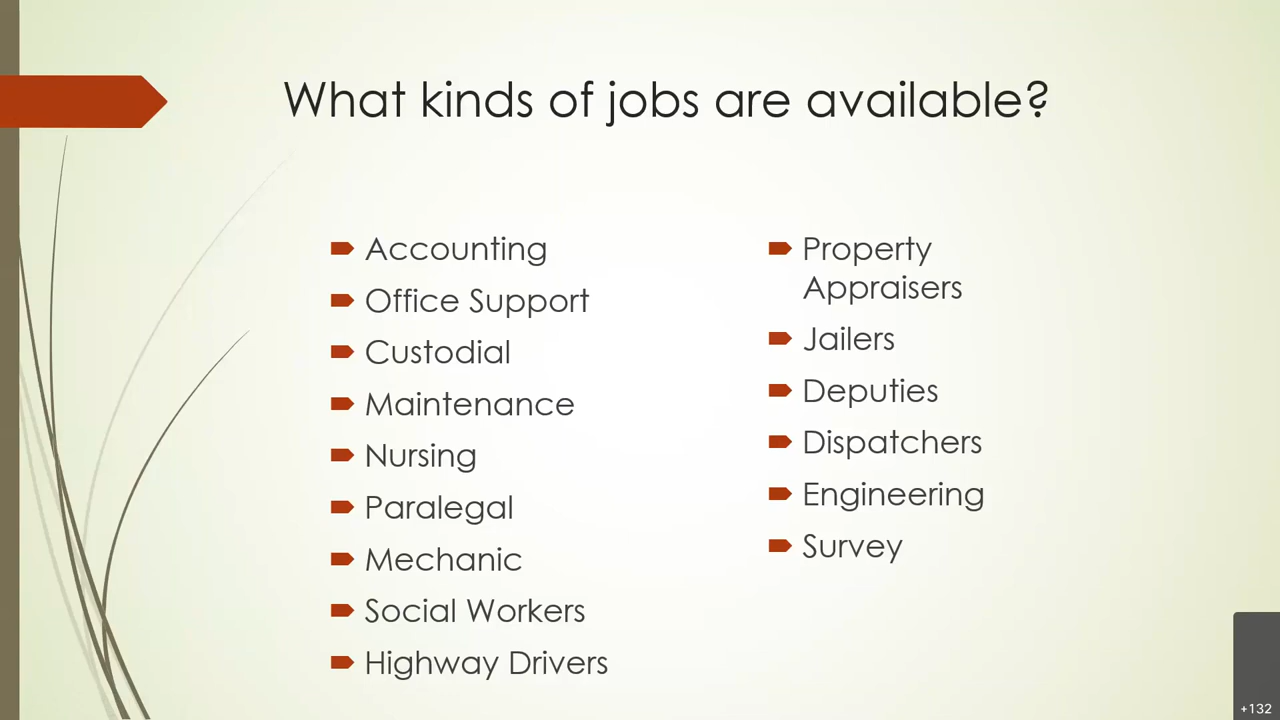 What kinds of jobs are available?
Accounting
Office Support
Custodial
Maintenance
Nursing
Paralegal
Mechanic
Social Workers
Highway Drivers
Property
Appraisers
Jailers
Deputies
Dispatchers
Engineering
Survey
+132